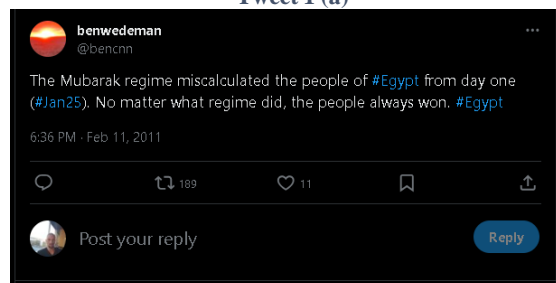 Tweet 1 (a)
benwedeman
@bencnn
The Mubarak regime miscalculated the people of #Egypt from day one
(#Jan25). No matter what regime did, the people always won. #Egypt
6:36 PM · Feb 11, 2011
189
11
Post your reply
Reply